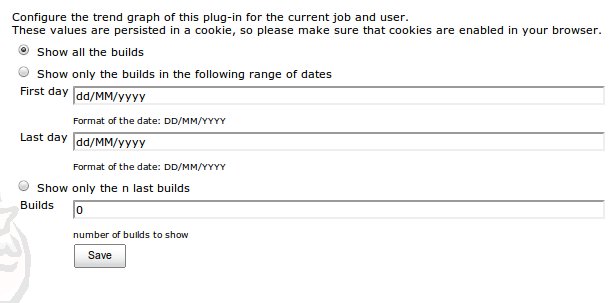 Configure the trend graph of this plug-in for the current job and user.
These values are persisted in a cookie, so please make sure that cookies are enabled in your browser.
Show all the builds
Show only the builds in the following range of dates
First day dd/MM/yyyy
Format of the date: DD/MM/YYYY
Last day dd/MM/yyyy
Format of the date: DD/MM/YYYY
Show only the n last builds
Builds 0
number of builds to show
Save